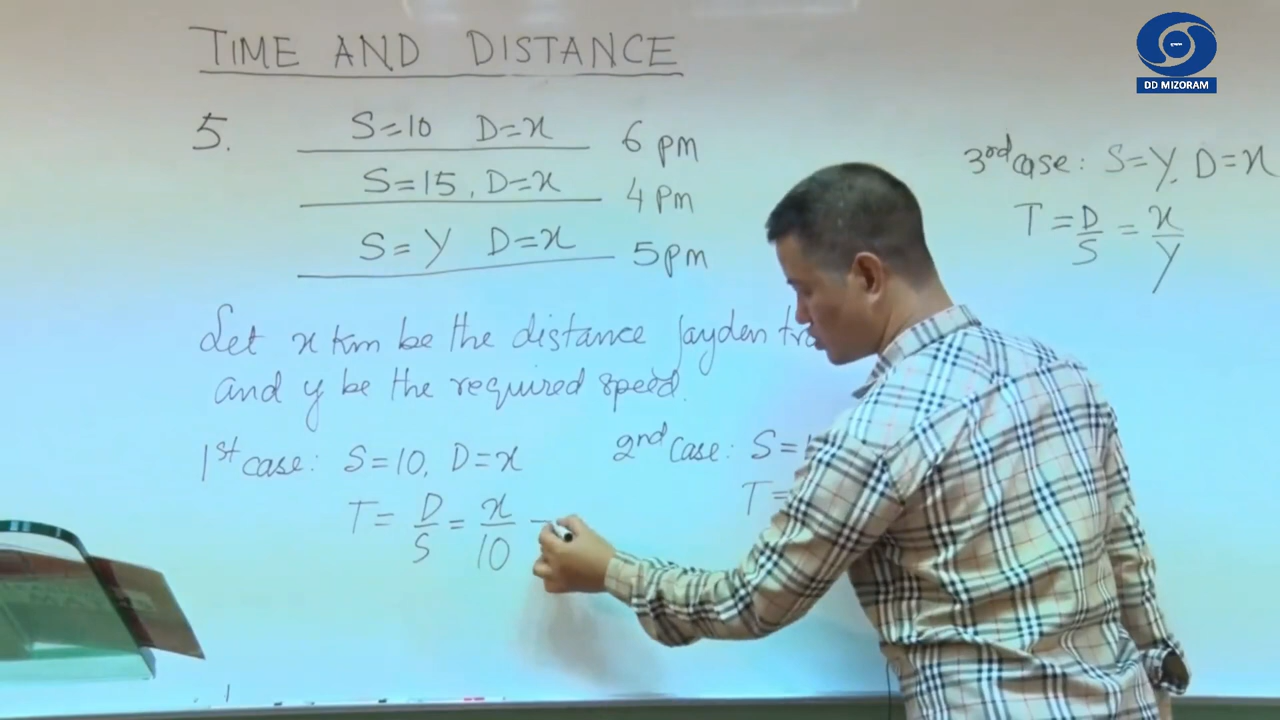 TIME AND DISTANCE
5. S=10 D=x 6 pm
S=15, D=x 4 pm
S=Y D=x 5 pm
Let x Km be the distance Jayden
and y be the required speed.
1st case: S=10, D=x
T= D/S = x/10 -
2nd case: S=
T=
3rd case: S=Y, D=x
T = D/S = x/Y
DD MIZORAM